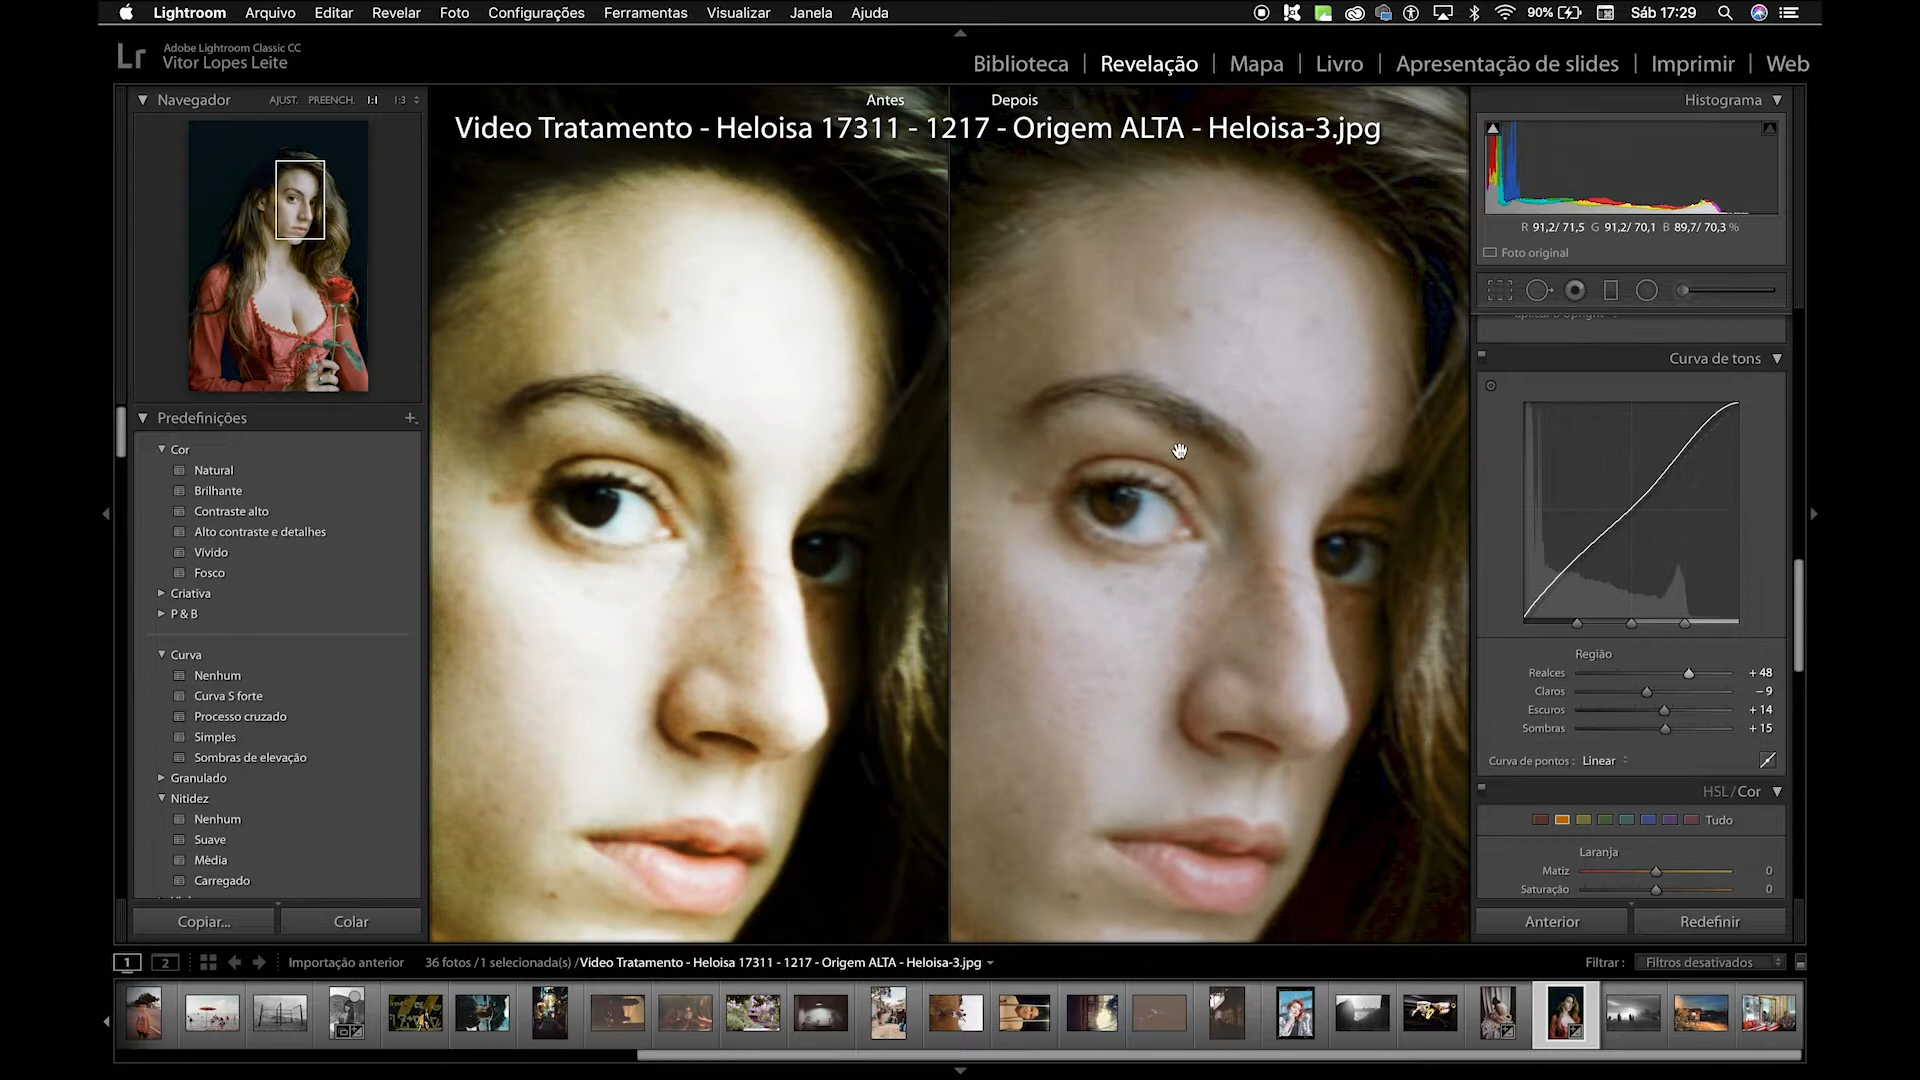 Lightroom Arquivo Editar Revelar Foto Configurações Ferramentas Visualizar Janela Ajuda
90% Sáb 17:29
Lr Adobe Lightroom Classic CC
Vitor Lopes Leite
Biblioteca | Revelação | Mapa | Livro | Apresentação de slides | Imprimir | Web
Navegador AJUST. PREENCH. 1:1 1:3
Antes Depois
Video Tratamento - Heloisa 17311 - 1217 - Origem ALTA - Heloisa-3.jpg
Histograma
R 91,2/ 71,5 G 91,2/ 70,1 B 89,7/ 70,3 %
Foto original
Curva de tons
Região
Realces + 48
Claros – 9
Escuros + 14
Sombras + 15
Curva de pontos : Linear
HSL / Cor
Tudo
Laranja
Matiz 0
Saturação 0
Anterior Redefinir
Predefinições +
Cor
Natural
Brilhante
Contraste alto
Alto contraste e detalhes
Vívido
Fosco
Criativa
P & B
Curva
Nenhum
Curva S forte
Processo cruzado
Simples
Sombras de elevação
Granulado
Nitidez
Nenhum
Suave
Média
Carregado
Copiar... Colar
1 2 Importação anterior 36 fotos /1 selecionada(s) /Video Tratamento - Heloisa 17311 - 1217 - Origem ALTA - Heloisa-3.jpg
Filtrar : Filtros desativados